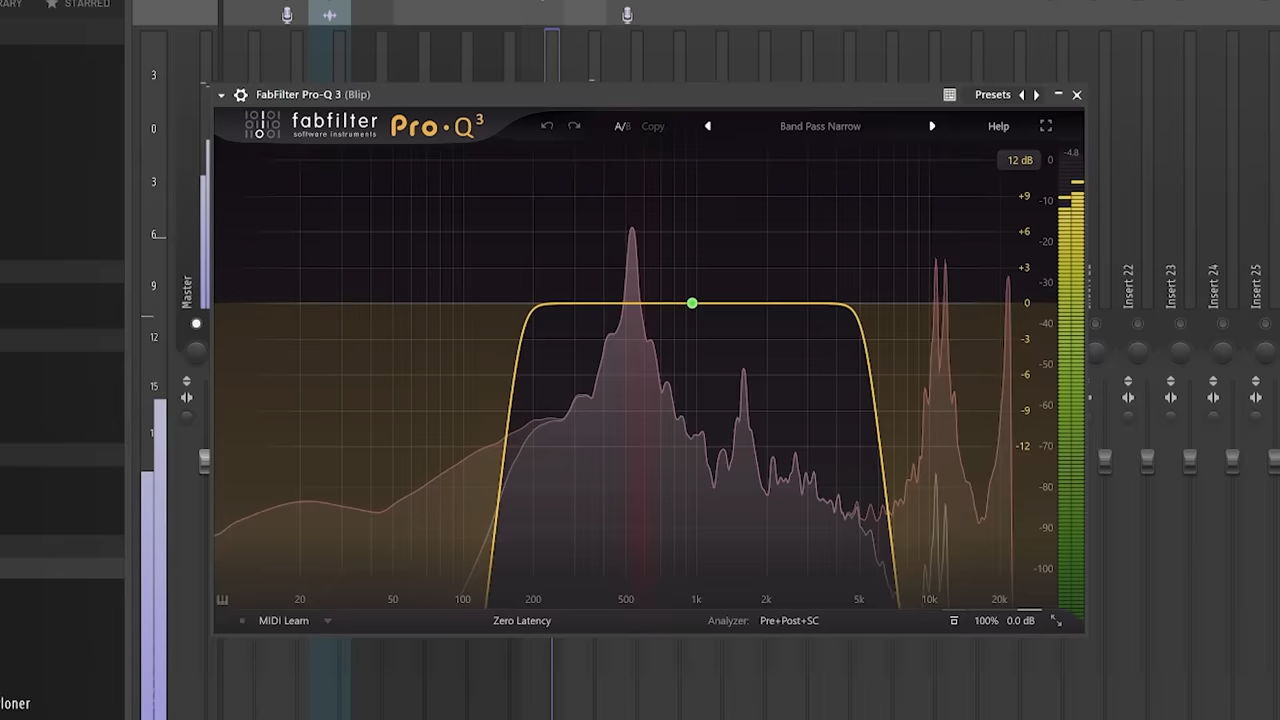 RARY
STARRED
FabFilter Pro-Q 3 (Blip)
Presets
fabfilter
software instruments
Pro·Q³
A/B
Copy
Band Pass Narrow
Help
12 dB
0
-4.8
+9
-10
+6
-20
+3
-30
0
-40
-3
-50
-6
-60
-9
-70
-12
-80
-90
-100
3
0
3
6
9
12
15
1
Master
Insert 22
Insert 23
Insert 24
Insert 25
20
50
100
200
500
1k
2k
5k
10k
20k
MIDI Learn
Zero Latency
Analyzer:
Pre+Post+SC
100%
0.0 dB
loner